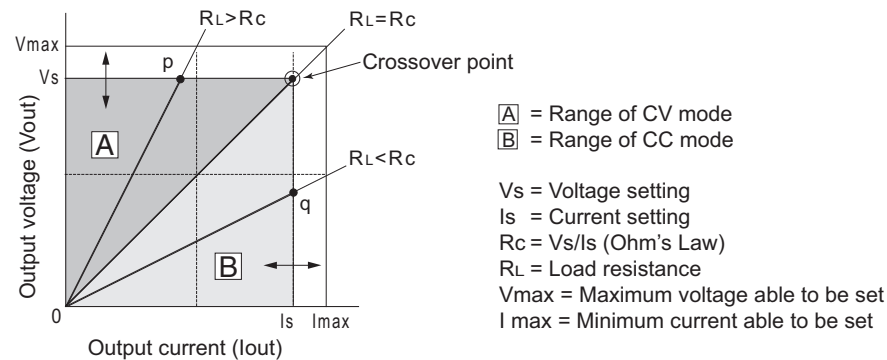 RL>Rc
RL=Rc
Vmax
p
Crossover point
Vs
A
RL<Rc
q
B
Output voltage (Vout)
0
Is
Imax
Output current (Iout)
A = Range of CV mode
B = Range of CC mode
Vs = Voltage setting
Is = Current setting
Rc = Vs/Is (Ohm's Law)
RL = Load resistance
Vmax = Maximum voltage able to be set
I max = Minimum current able to be set